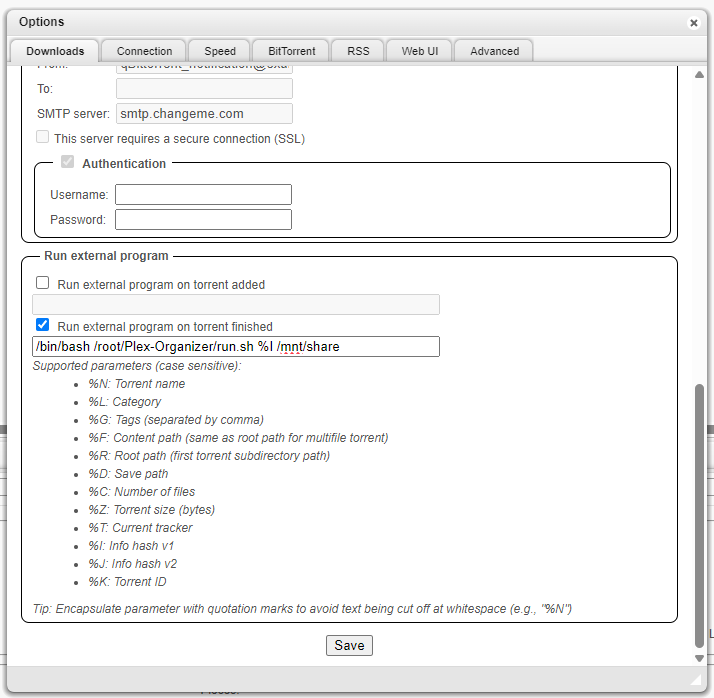 Options
Downloads
Connection
Speed
BitTorrent
RSS
Web UI
Advanced
From:
To:
SMTP server: smtp.changeme.com
This server requires a secure connection (SSL)
Authentication
Username:
Password:
Run external program
Run external program on torrent added
Run external program on torrent finished
/bin/bash /root/Plex-Organizer/run.sh %I /mnt/share
Supported parameters (case sensitive):
%N: Torrent name
%L: Category
%G: Tags (separated by comma)
%F: Content path (same as root path for multifile torrent)
%R: Root path (first torrent subdirectory path)
%D: Save path
%C: Number of files
%Z: Torrent size (bytes)
%T: Current tracker
%I: Info hash v1
%J: Info hash v2
%K: Torrent ID
Tip: Encapsulate parameter with quotation marks to avoid text being cut off at whitespace (e.g., "%N")
Save